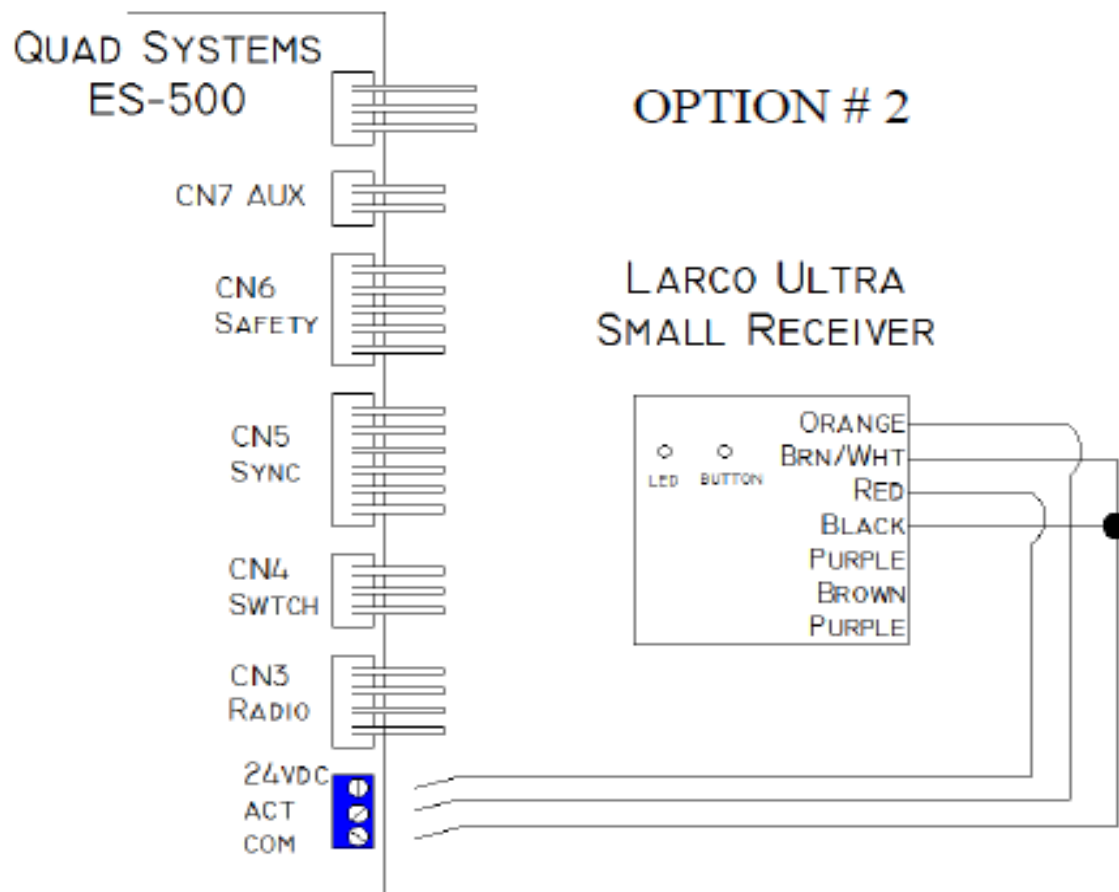 QUAD SYSTEMS
ES-500
OPTION # 2
CN7 AUX
CN6
SAFETY
LARCO ULTRA
SMALL RECEIVER
CN5
SYNC
ORANGE
BRN/WHT
RED
BLACK
PURPLE
BROWN
PURPLE
LED
BUTTON
CN4
SWTCH
CN3
RADIO
24VDC
ACT
COM